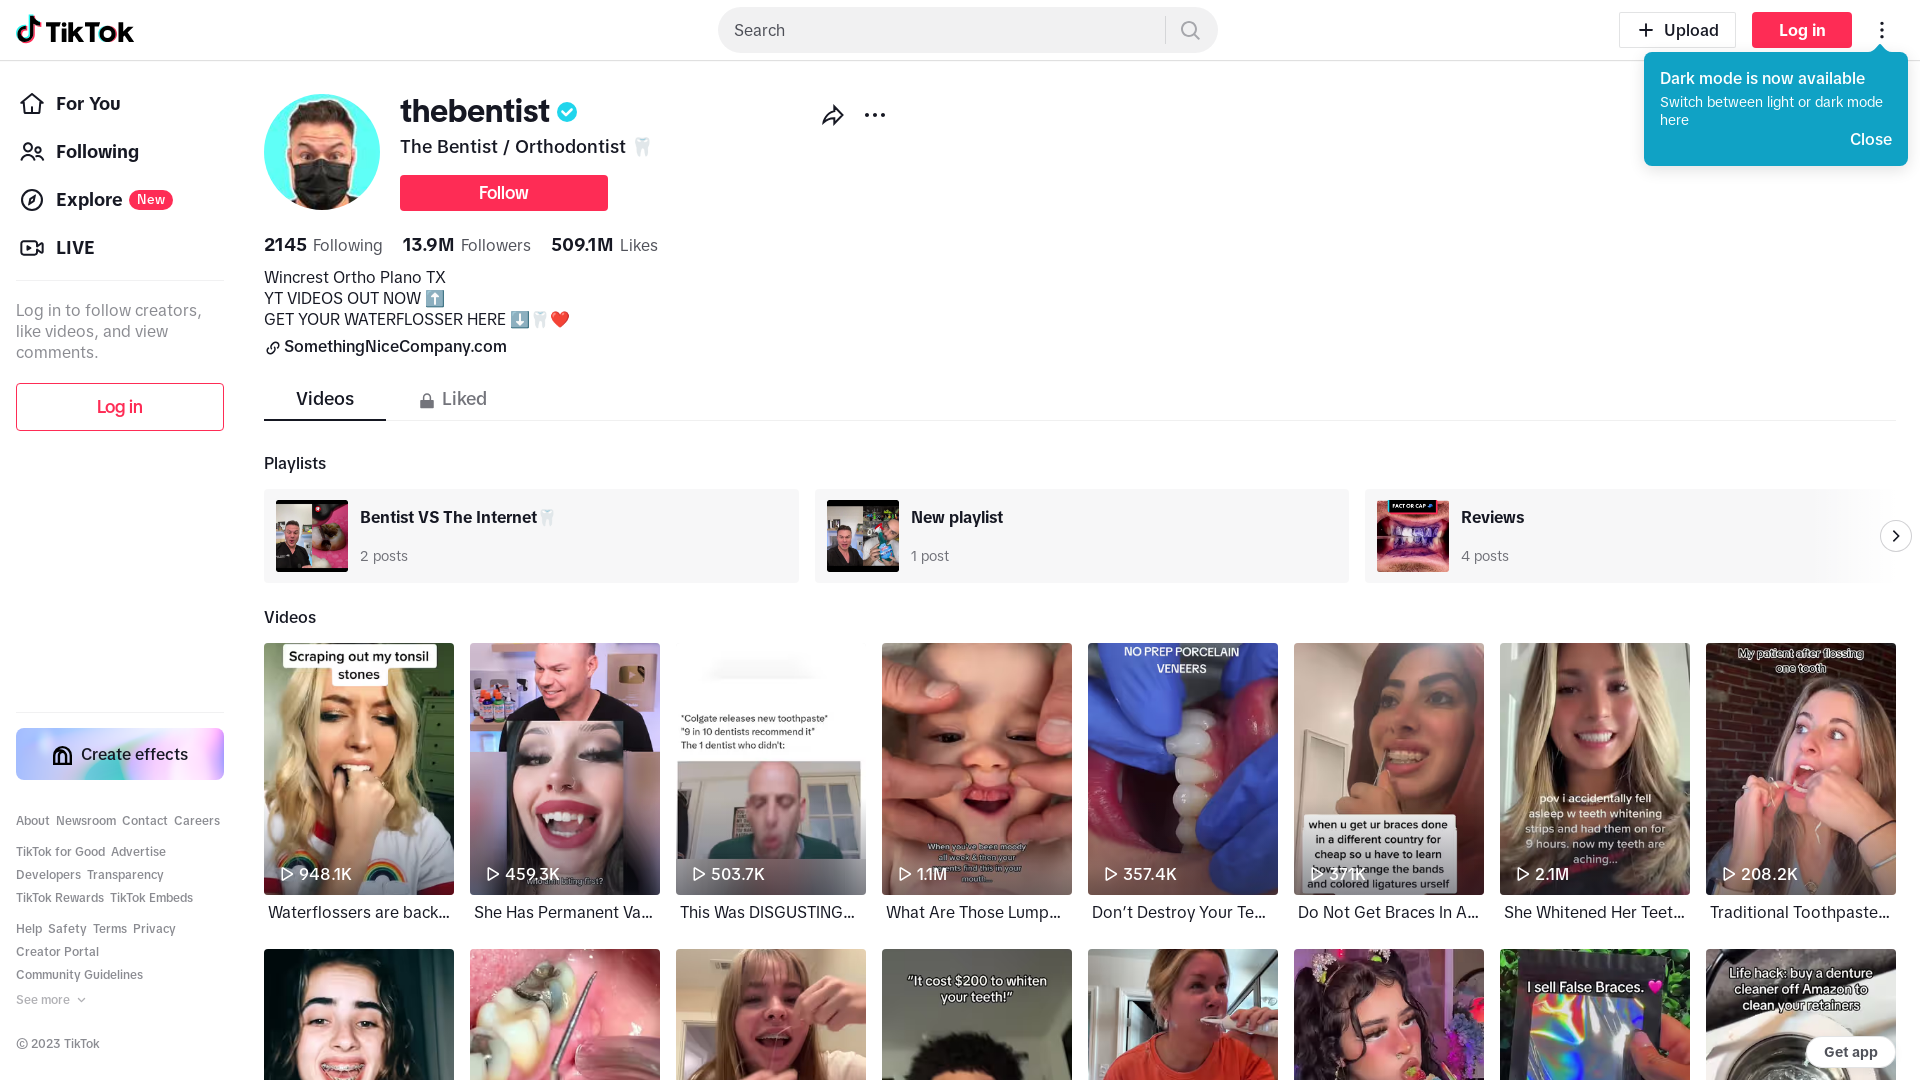 TikTok
Search
Upload
Log in
Dark mode is now available
Switch between light or dark mode
here
Close
For You
Following
Explore New
LIVE
Log in to follow creators,
like videos, and view
comments.
Log in
Create effects
About Newsroom Contact Careers
TikTok for Good Advertise
Developers Transparency
TikTok Rewards TikTok Embeds
Help Safety Terms Privacy
Creator Portal
Community Guidelines
See more
© 2023 TikTok
thebentist
The Bentist / Orthodontist 🦷
Follow
2145 Following 13.9M Followers 509.1M Likes
Wincrest Ortho Plano TX
YT VIDEOS OUT NOW ⬆️
GET YOUR WATERFLOSSER HERE ⬇️🦷❤️
SomethingNiceCompany.com
Videos
Liked
Playlists
Bentist VS The Internet🦷
2 posts
New playlist
1 post
FACT OR CAP
Reviews
4 posts
Videos
Scraping out my tonsil
stones
948.1K
Waterflossers are back...
459.3K
She Has Permanent Va...
"Colgate releases new toothpaste"
"9 in 10 dentists recommend it"
The 1 dentist who didn't:
503.7K
This Was DISGUSTING...
When you've been moody
all week & then your
1.1M
What Are Those Lump...
NO PREP PORCELAIN
VENEERS
357.4K
Don't Destroy Your Te...
when u get ur braces done
in a different country for
cheap so u have to learn
how to change the bands
and colored ligatures urself
371K
Do Not Get Braces In A...
pov i accidentally fell
asleep w teeth whitening
strips and had them on for
9 hours. now my teeth are
aching...
2.1M
She Whitened Her Teet...
My patient after flossing
one tooth
208.2K
Traditional Toothpaste...
"It cost $200 to whiten
your teeth!"
I sell False Braces. 💖
Life hack: buy a denture
cleaner off Amazon to
clean your retainers
Get app